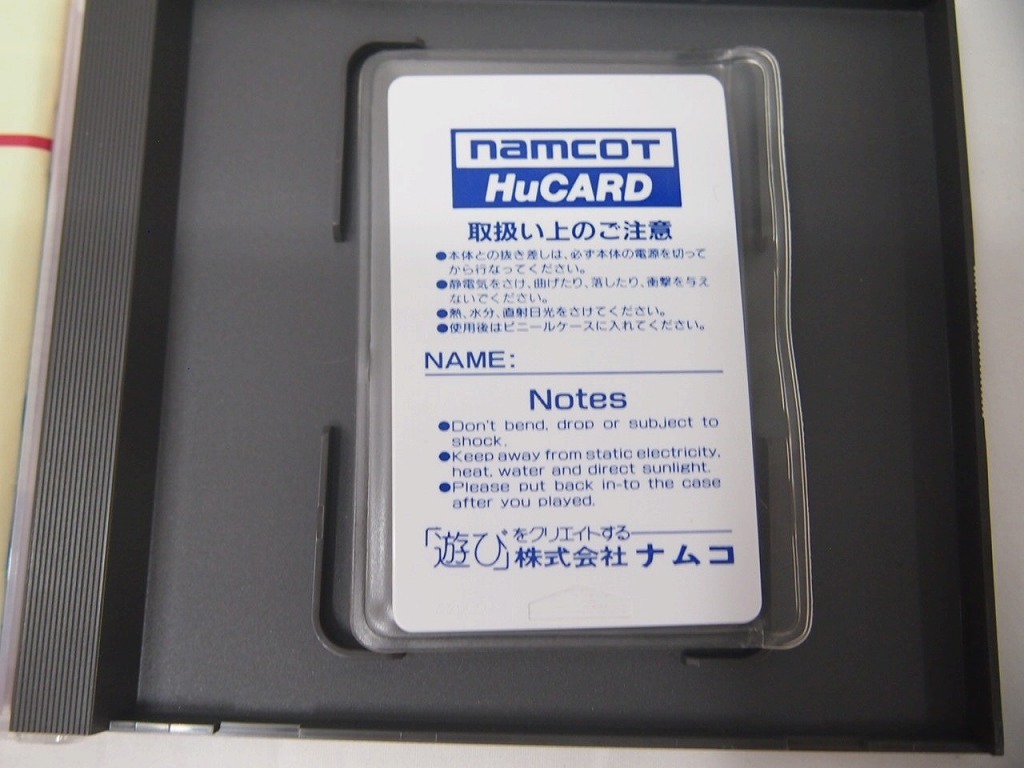 namcot
HuCARD
取扱い上のご注意
●本体との抜き差しは、必ず本体の電源を切って
から行なってください。
●静電気をさけ、曲げたり、落したり、衝撃を与え
ないでください。
●熱、水分、直射日光をさけてください。
●使用後はビニールケースに入れてください。
NAME:
Notes
●Don't bend, drop or subject to
shock.
●Keep away from static electricity,
heat, water and direct sunlight.
●Please put back in-to the case
after you played.
「遊び」をクリエイトする
株式会社 ナムコ